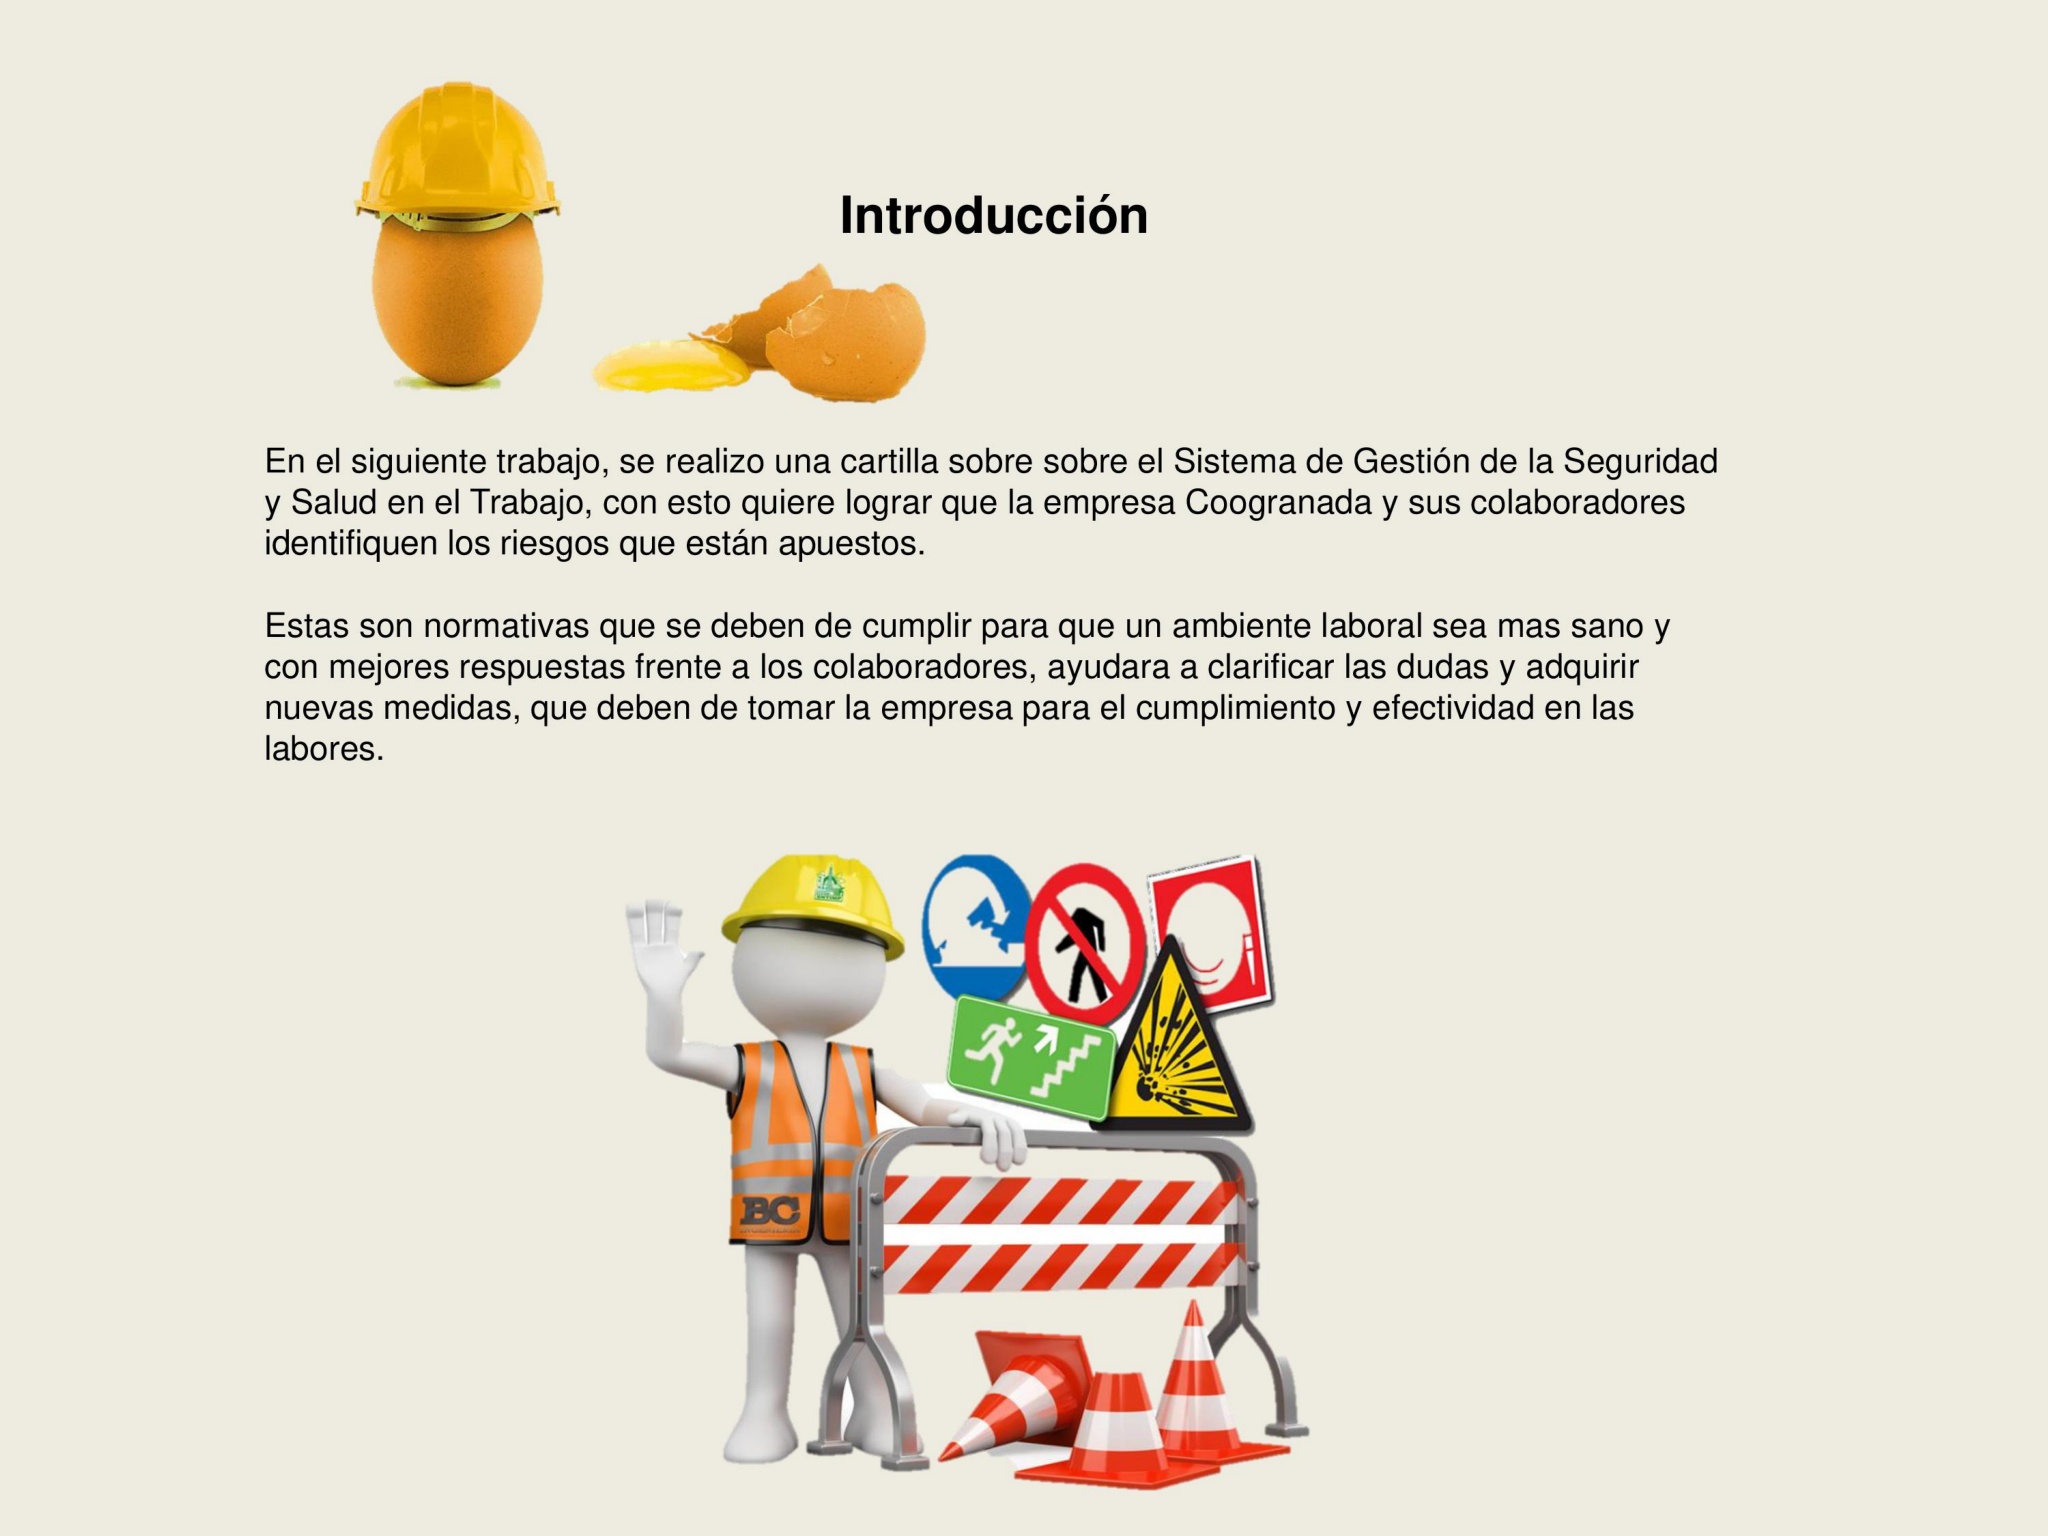 Introducción
En el siguiente trabajo, se realizo una cartilla sobre sobre el Sistema de Gestión de la Seguridad
y Salud en el Trabajo, con esto quiere lograr que la empresa Coogranada y sus colaboradores
identifiquen los riesgos que están apuestos.
Estas son normativas que se deben de cumplir para que un ambiente laboral sea mas sano y
con mejores respuestas frente a los colaboradores, ayudara a clarificar las dudas y adquirir
nuevas medidas, que deben de tomar la empresa para el cumplimiento y efectividad en las
labores.
BC